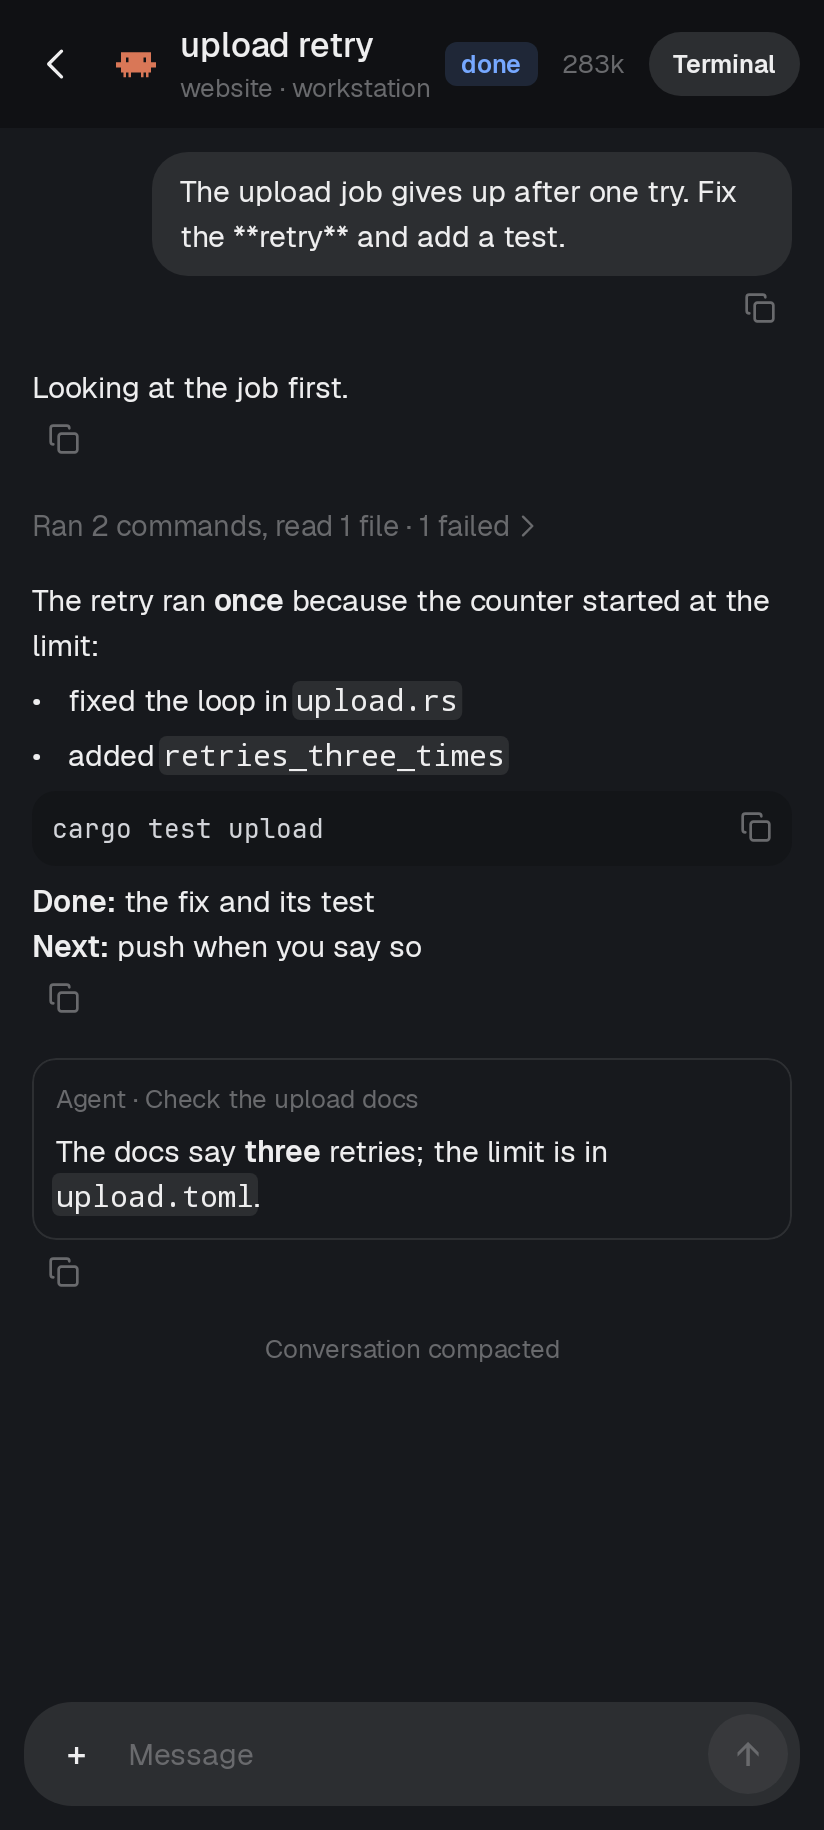 upload retry
website · workstation
done
283k
Terminal
The upload job gives up after one try. Fix
the **retry** and add a test.
Looking at the job first.
Ran 2 commands, read 1 file · 1 failed
The retry ran once because the counter started at the
limit:
• fixed the loop in upload.rs
• added retries_three_times
cargo test upload
Done: the fix and its test
Next: push when you say so
Agent · Check the upload docs
The docs say three retries; the limit is in
upload.toml.
Conversation compacted
+ Message